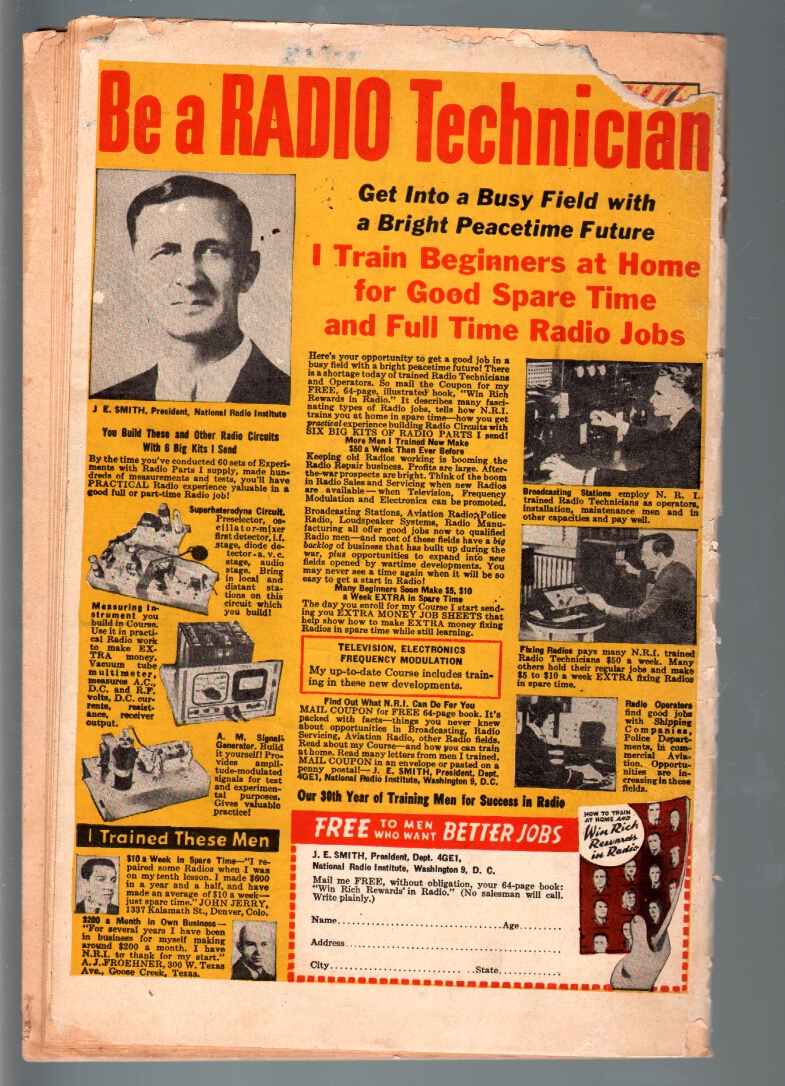 Be a RADIO Technician
Get Into a Busy Field with
a Bright Peacetime Future
I Train Beginners at Home
for Good Spare Time
and Full Time Radio Jobs
J. E. SMITH, President, National Radio Institute
You Build These and Other Radio Circuits
With 6 Big Kits I Send
By the time you've conducted 60 sets of Experi-
ments with Radio Parts I supply, made hun-
dreds of measurements and tests, you'll have
PRACTICAL Radio experience valuable in a
good full or part-time Radio job!
Superheterodyne Circuit.
Preselector, os-
cillator-mixer
first detector, i.f.
stage, diode de-
tector-a.v.c.
stage, audio
stage. Bring
in local and
distant sta-
tions on this
circuit which
you build!
Measuring In-
strument you
build in Course.
Use it in practi-
cal Radio work
to make EX-
TRA money.
Vacuum tube
multimeter,
measures A.C.,
D.C. and R.F.
volts, D.C. cur-
rents, resist-
ance, receiver
output.
A. M. Signal
Generator. Build
it yourself! Pro-
vides ampli-
tude-modulated
signals for test
and experimen-
tal purposes.
Gives valuable
practice!
I Trained These Men
$10 a Week in Spare Time—"I re-
paired some Radios when I was
on my tenth lesson. I made $600
in a year and a half, and have
made an average of $10 a week—
just spare time." JOHN JERRY,
1337 Kalamath St., Denver, Colo.
$200 a Month in Own Business—
"For several years I have been
in business for myself making
around $200 a month. I have
N.R.I. to thank for my start."
A. J. FROEHNER, 300 W. Texas
Ave., Goose Creek, Texas.
Here's your opportunity to get a good job in a
busy field with a bright peacetime future! There
is a shortage today of trained Radio Technicians
and Operators. So mail the Coupon for my
FREE, 64-page, illustrated book, "Win Rich
Rewards in Radio." It describes many fasci-
nating types of Radio jobs, tells how N.R.I.
trains you at home in spare time—how you get
practical experience building Radio Circuits with
SIX BIG KITS OF RADIO PARTS I send!
More Men I Trained Now Make
$50 a Week Than Ever Before
Keeping old Radios working is booming the
Radio Repair business. Profits are large. After-
the-war prospects are bright. Think of the boom
in Radio Sales and Servicing when new Radios
are available—when Television, Frequency
Modulation and Electronics can be promoted.
Broadcasting Stations, Aviation Radio, Police
Radio, Loudspeaker Systems, Radio Manu-
facturing all offer good jobs now to qualified
Radio men—and most of these fields have a big
backlog of business that has built up during the
war, plus opportunities to expand into new
fields opened by wartime developments. You
may never see a time again when it will be so
easy to get a start in Radio!
Many Beginners Soon Make $5, $10
a Week EXTRA in Spare Time
The day you enroll for my Course I start send-
ing you EXTRA MONEY JOB SHEETS that
help show how to make EXTRA money fixing
Radios in spare time while still learning.
TELEVISION, ELECTRONICS
FREQUENCY MODULATION
My up-to-date Course includes train-
ing in these new developments.
Find Out What N.R.I. Can Do For You
MAIL COUPON for FREE 64-page book. It's
packed with facts—things you never knew
about opportunities in Broadcasting, Radio
Servicing, Aviation Radio, other Radio fields.
Read about my Course—and how you can train
at home. Read many letters from men I trained.
MAIL COUPON in an envelope or pasted on a
penny postal!—J. E. SMITH, President, Dept.
4GE1, National Radio Institute, Washington 9, D. C.
Our 30th Year of Training Men for Success in Radio
Broadcasting Stations employ N. R. I.
trained Radio Technicians as operators,
installation, maintenance men and in
other capacities and pay well.
Fixing Radios pays many N.R.I. trained
Radio Technicians $50 a week. Many
others hold their regular jobs and make
$5 to $10 a week EXTRA fixing Radios
in spare time.
Radio Operators
find good jobs
with Shipping
Companies,
Police Depart-
ments, in com-
mercial Avia-
tion. Opportu-
nities are in-
creasing in these
fields.
FREE TO MEN WHO WANT BETTER JOBS
J. E. SMITH, President, Dept. 4GE1,
National Radio Institute, Washington 9, D. C.
Mail me FREE, without obligation, your 64-page book:
"Win Rich Rewards in Radio." (No salesman will call.
Write plainly.)
Name..............................Age........
Address..............................
City..............................State............
HOW TO TRAIN
AT HOME AND
Win Rich
Rewards
in Radio